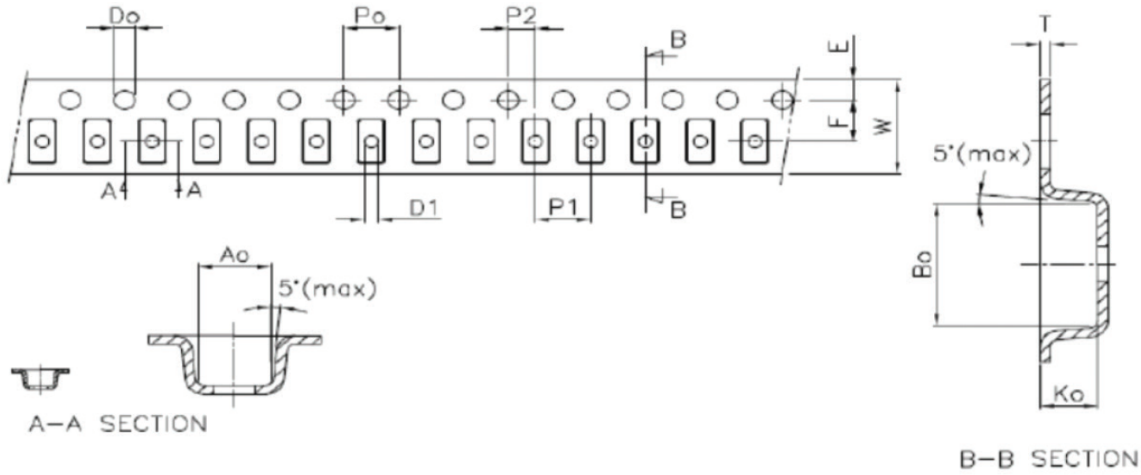 Do
Po
P2
B
E
F
W
A
A
D1
P1
B
T
5°(max)
Bo
Ko
Ao
5°(max)
A-A SECTION
B-B SECTION